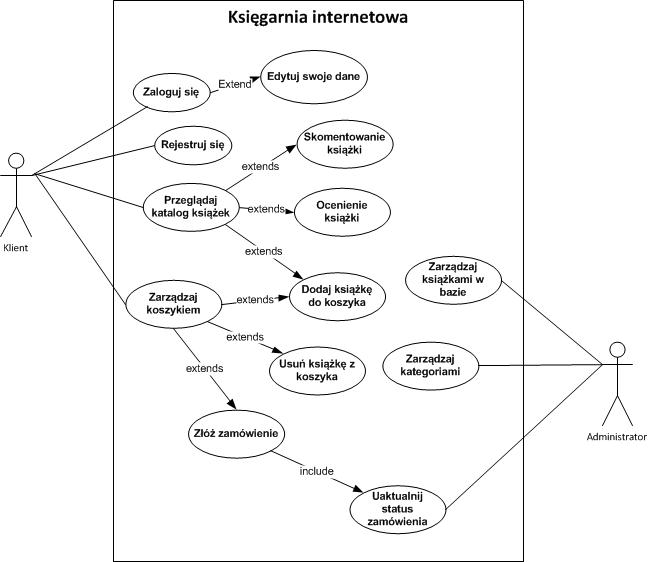 Księgarnia internetowa
Zaloguj się
Extend
Edytuj swoje dane
Rejestruj się
Skomentowanie
książki
extends
Przeglądaj
katalog książek
extends
Ocenienie
książki
Klient
extends
Zarządzaj
książkami w
bazie
Zarządzaj
koszykiem
extends
Dodaj książkę
do koszyka
extends
Usuń książkę z
koszyka
Zarządzaj
kategoriami
extends
Złóż zamówienie
Administrator
include
Uaktualnij
status
zamówienia